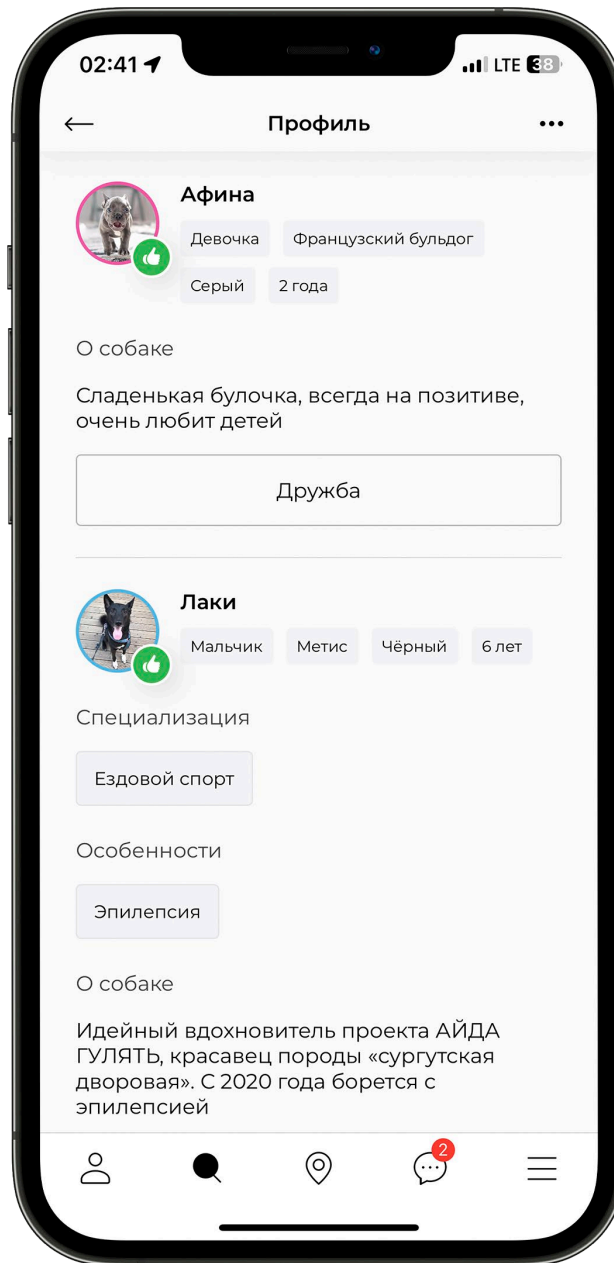 02:41
LTE 38
Профиль
Афина
Девочка Французский бульдог
Серый 2 года
О собаке
Сладенькая булочка, всегда на позитиве,
очень любит детей
Дружба
Лаки
Мальчик Метис Чёрный 6 лет
Специализация
Ездовой спорт
Особенности
Эпилепсия
О собаке
Идейный вдохновитель проекта АЙДА
ГУЛЯТЬ, красавец породы «сургутская
дворовая». С 2020 года борется с
эпилепсией
2